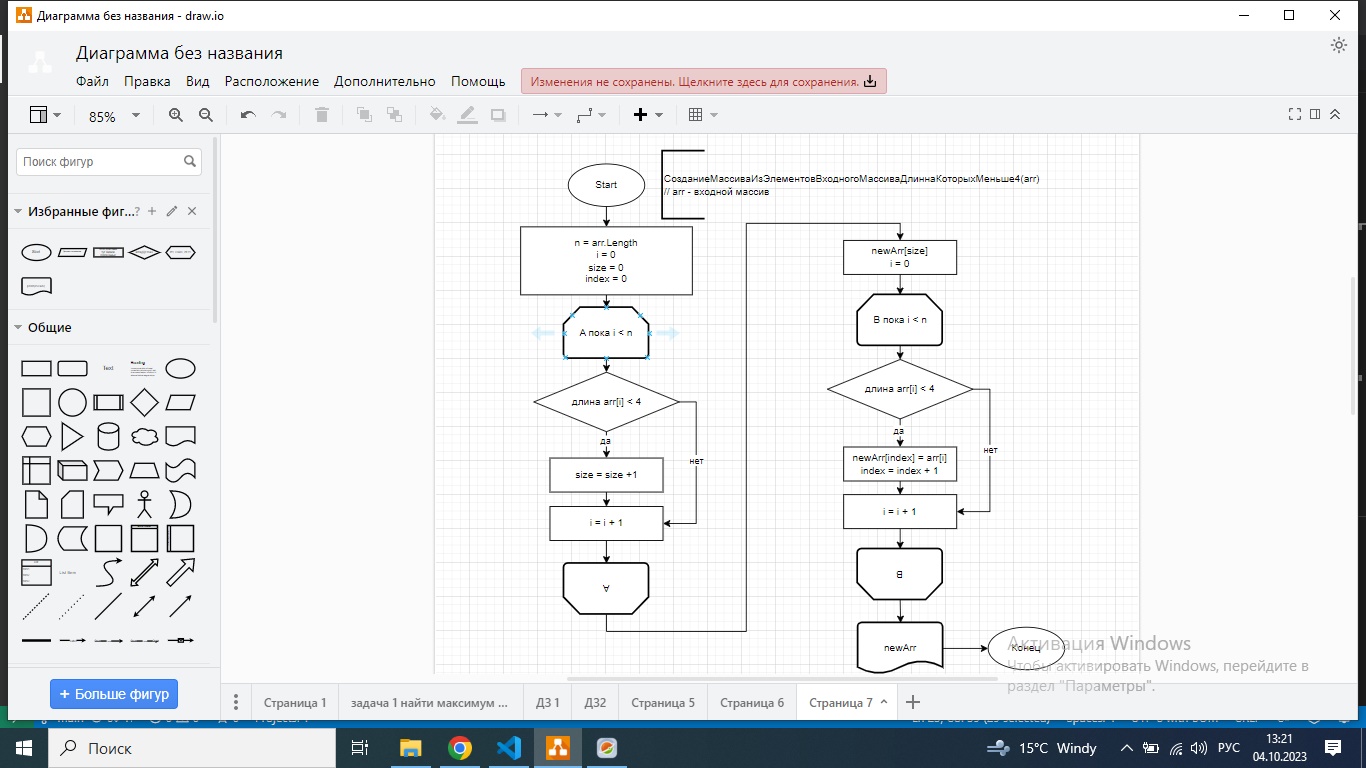 Диаграмма без названия - draw.io
Диаграмма без названия
Файл Правка Вид Расположение Дополнительно Помощь
Изменения не сохранены. Щелкните здесь для сохранения.
85%
Поиск фигур
Избранные фиг...?
Общие
Text
Heading
+ Больше фигур
Start
СозданиеМассиваИзЭлементовВходногоМассиваДлиннаКоторыхМеньше4(arr)
// arr - входной массив
n = arr.Length
i = 0
size = 0
index = 0
А пока i < n
длина arr[i] < 4
да
нет
size = size +1
i = i + 1
А
newArr[size]
i = 0
В пока i < n
длина arr[i] < 4
да
нет
newArr[index] = arr[i]
index = index + 1
i = i + 1
В
newArr
Конец
Активация Windows
Чтобы активировать Windows, перейдите в
раздел "Параметры".
Страница 1
задача 1 найти максимум ...
ДЗ 1
ДЗ2
Страница 5
Страница 6
Страница 7
Поиск
15°C Windy
РУС
13:21
04.10.2023